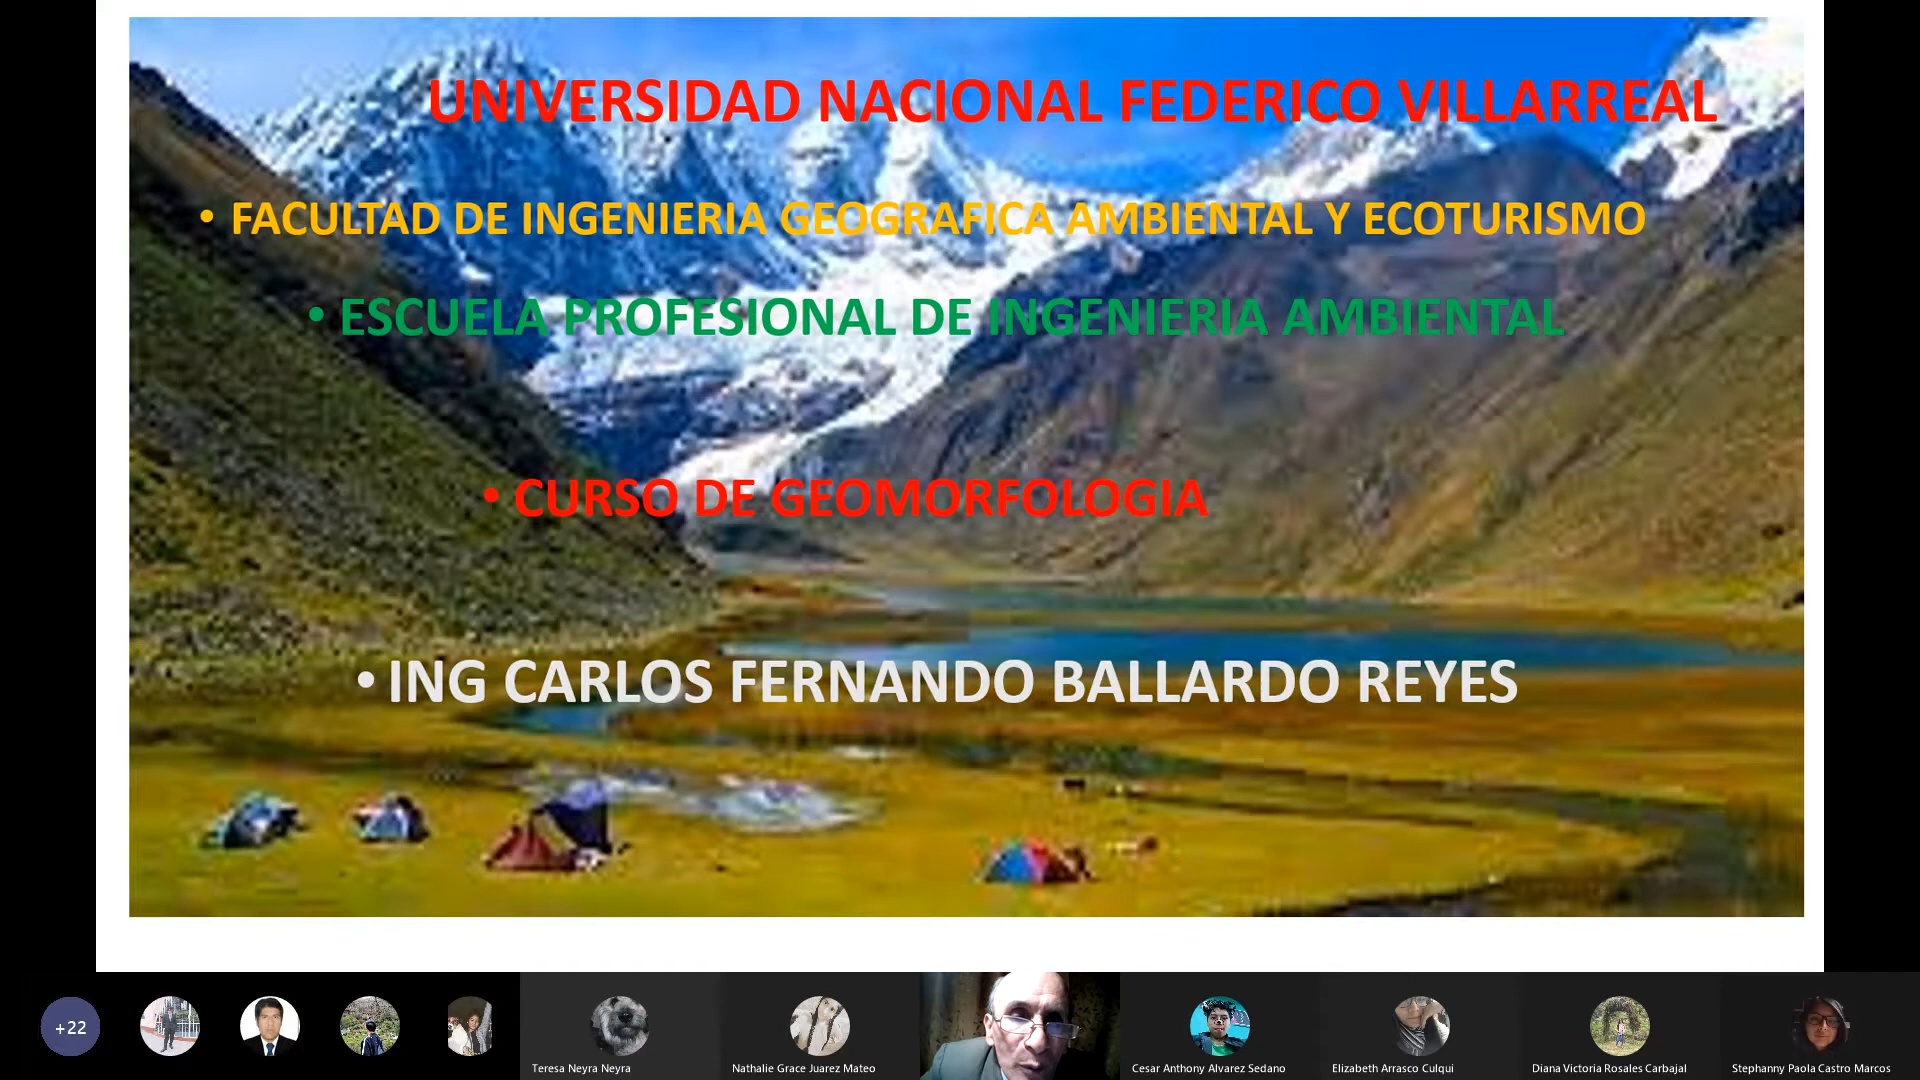 UNIVERSIDAD NACIONAL FEDERICO VILLARREAL
• FACULTAD DE INGENIERIA GEOGRAFICA AMBIENTAL Y ECOTURISMO
• ESCUELA PROFESIONAL DE INGENIERIA AMBIENTAL
• CURSO DE GEOMORFOLOGIA
• ING CARLOS FERNANDO BALLARDO REYES
+22
Teresa Neyra Neyra
Nathalie Grace Juarez Mateo
Cesar Anthony Alvarez Sedano
Elizabeth Arrasco Culqui
Diana Victoria Rosales Carbajal
Stephanny Paola Castro Marcos